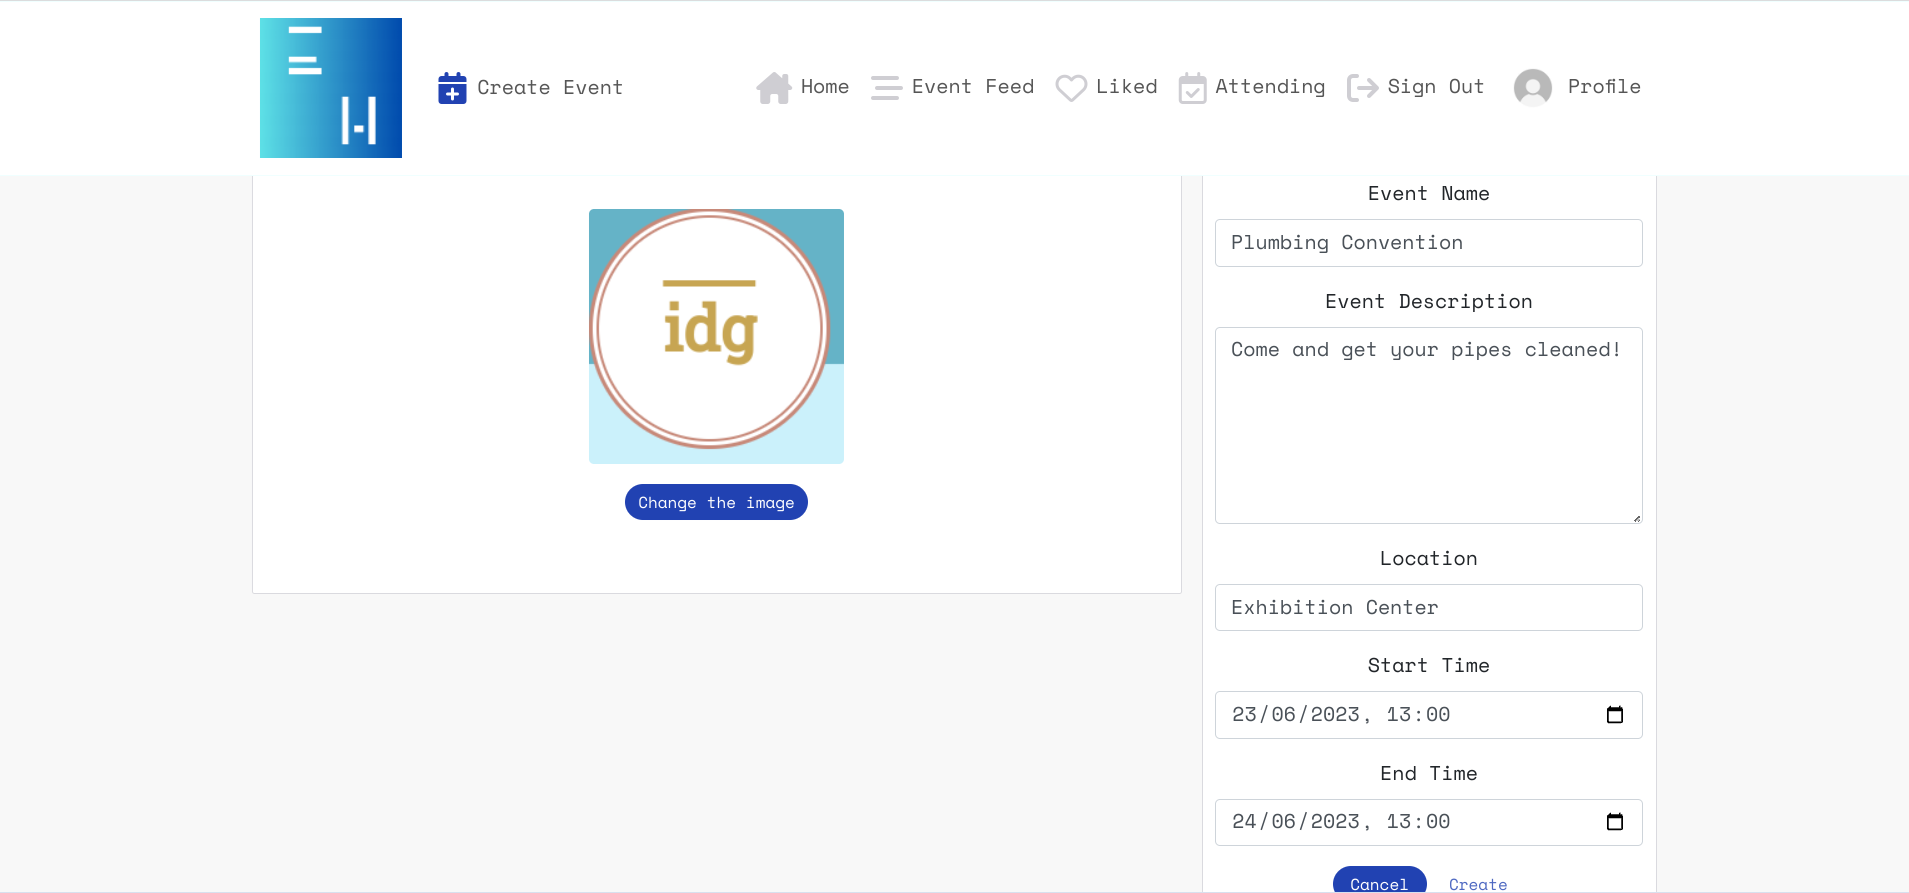 Create Event
Home
Event Feed
Liked
Attending
Sign Out
Profile
idg
Change the image
Event Name
Plumbing Convention
Event Description
Come and get your pipes cleaned!
Location
Exhibition Center
Start Time
23/06/2023, 13:00
End Time
24/06/2023, 13:00
Cancel
Create